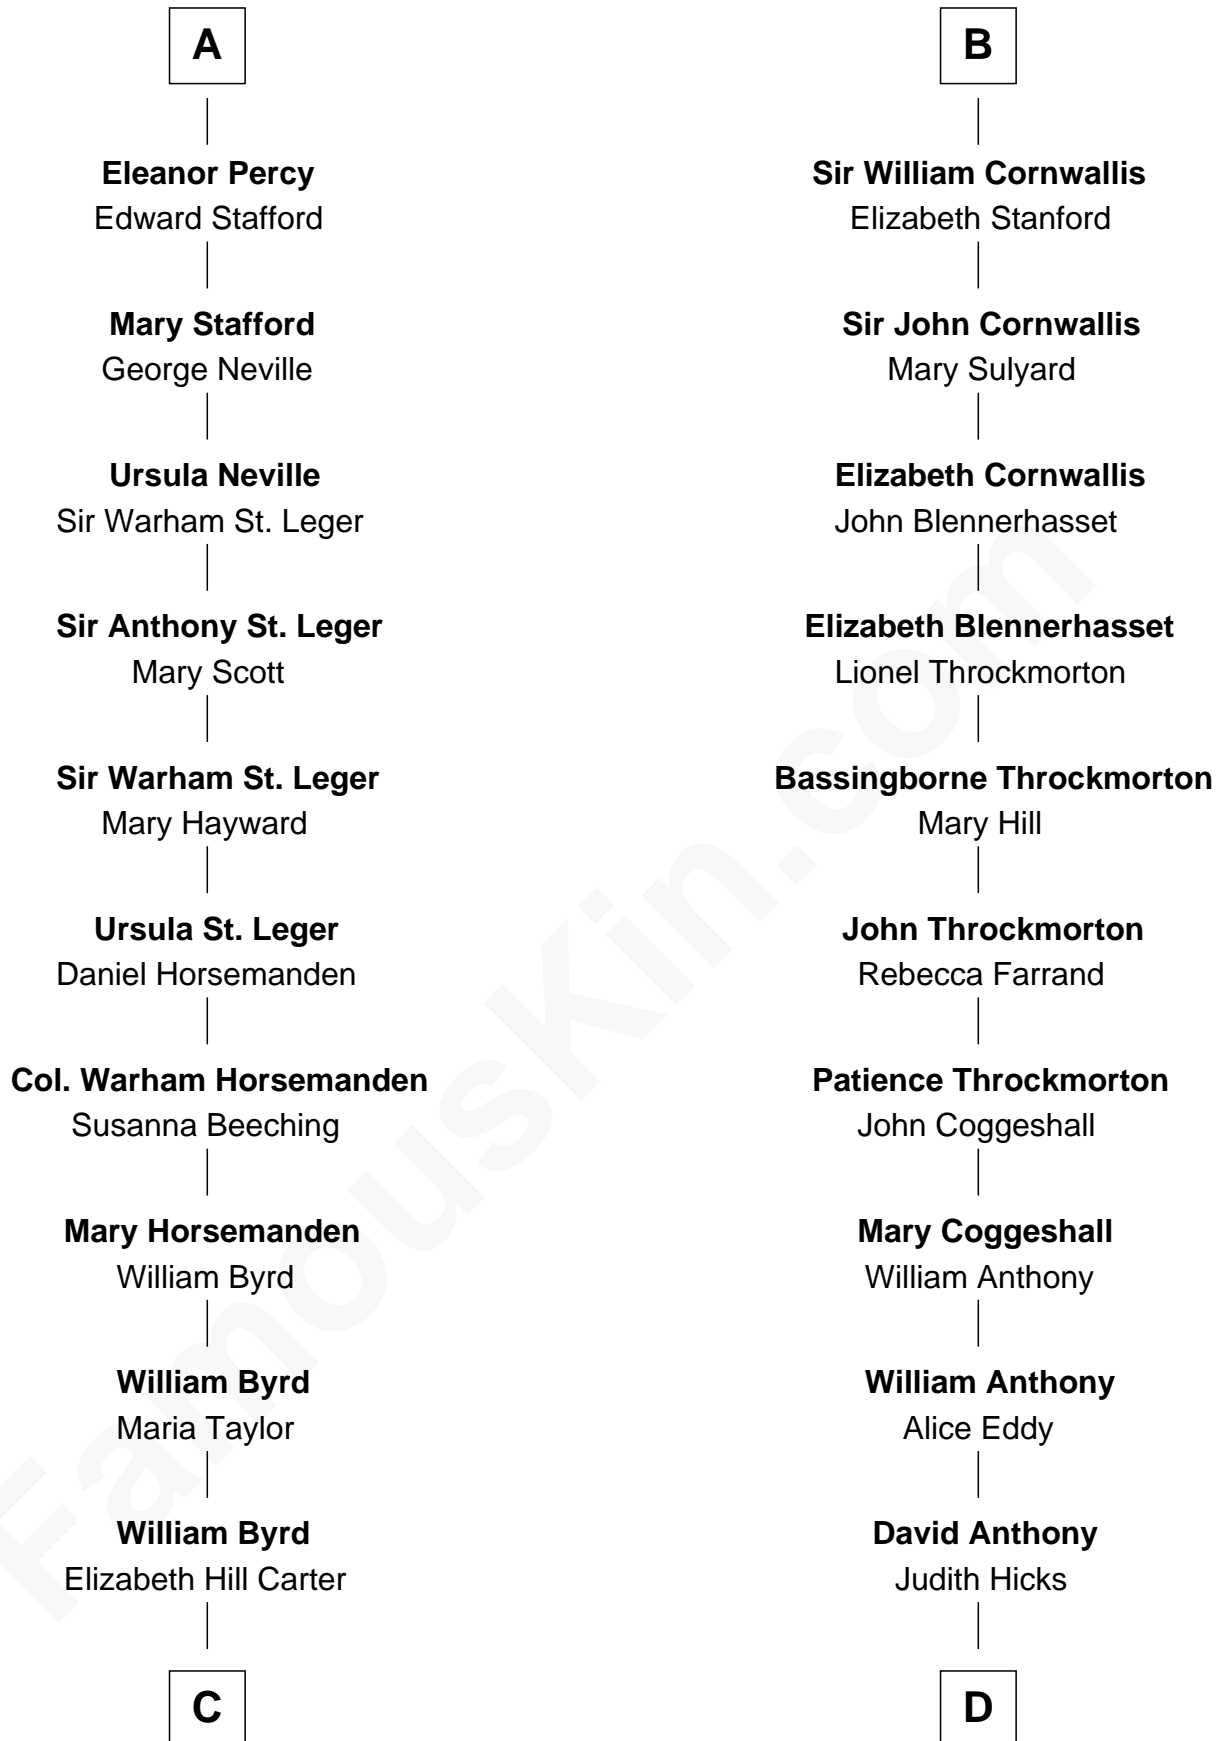 A
Eleanor Percy
Edward Stafford
Mary Stafford
George Neville
Ursula Neville
Sir Warham St. Leger
Sir Anthony St. Leger
Mary Scott
Sir Warham St. Leger
Mary Hayward
Ursula St. Leger
Daniel Horsemanden
Col. Warham Horsemanden
Susanna Beeching
Mary Horsemanden
William Byrd
William Byrd
Maria Taylor
William Byrd
Elizabeth Hill Carter
C
B
Sir William Cornwallis
Elizabeth Stanford
Sir John Cornwallis
Mary Sulyard
Elizabeth Cornwallis
John Blennerhasset
Elizabeth Blennerhasset
Lionel Throckmorton
Bassingborne Throckmorton
Mary Hill
John Throckmorton
Rebecca Farrand
Patience Throckmorton
John Coggeshall
Mary Coggeshall
William Anthony
William Anthony
Alice Eddy
David Anthony
Judith Hicks
D
FamousKin.com